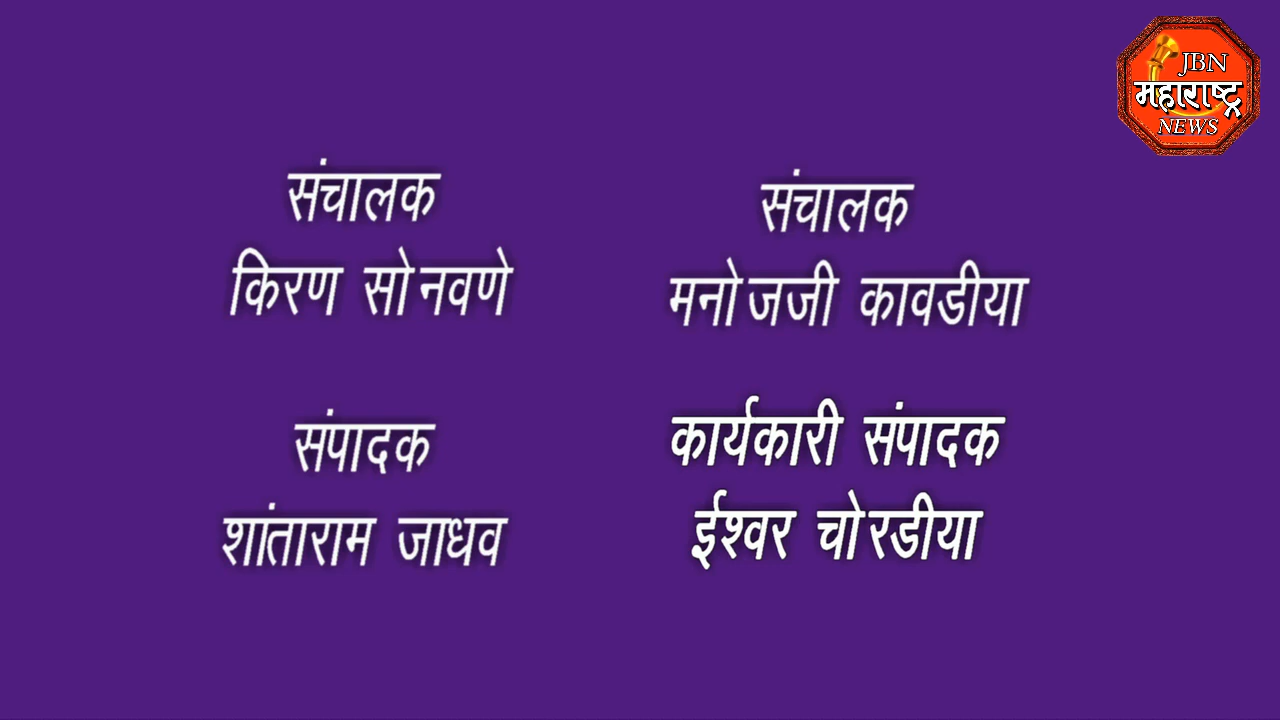 JBN
महाराष्ट्र
NEWS
संचालक
किरण सोनवणे
संचालक
मनोजजी कावडीया
संपादक
शांताराम जाधव
कार्यकारी संपादक
ईश्वर चोरडीया